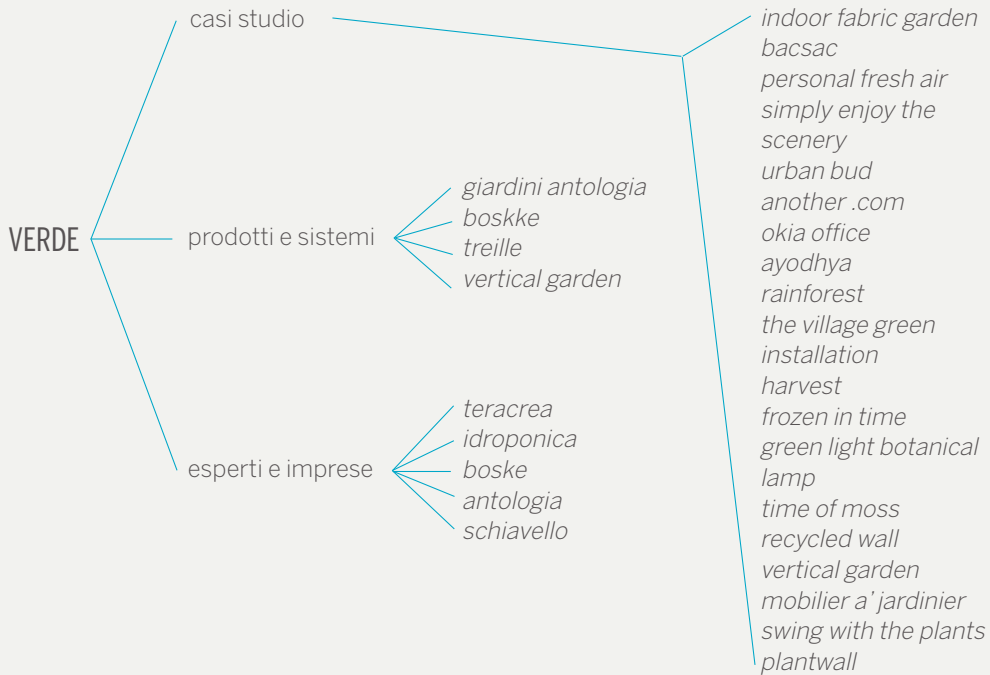 VERDE
casi studio
indoor fabric garden
bacsac
personal fresh air
simply enjoy the
scenery
urban bud
another .com
okia office
ayodhya
rainforest
the village green
installation
harvest
frozen in time
green light botanical
lamp
time of moss
recycled wall
vertical garden
mobilier a' jardinier
swing with the plants
plantwall
prodotti e sistemi
giardini antologia
boskke
treille
vertical garden
esperti e imprese
teracrea
idroponica
boske
antologia
schiavello